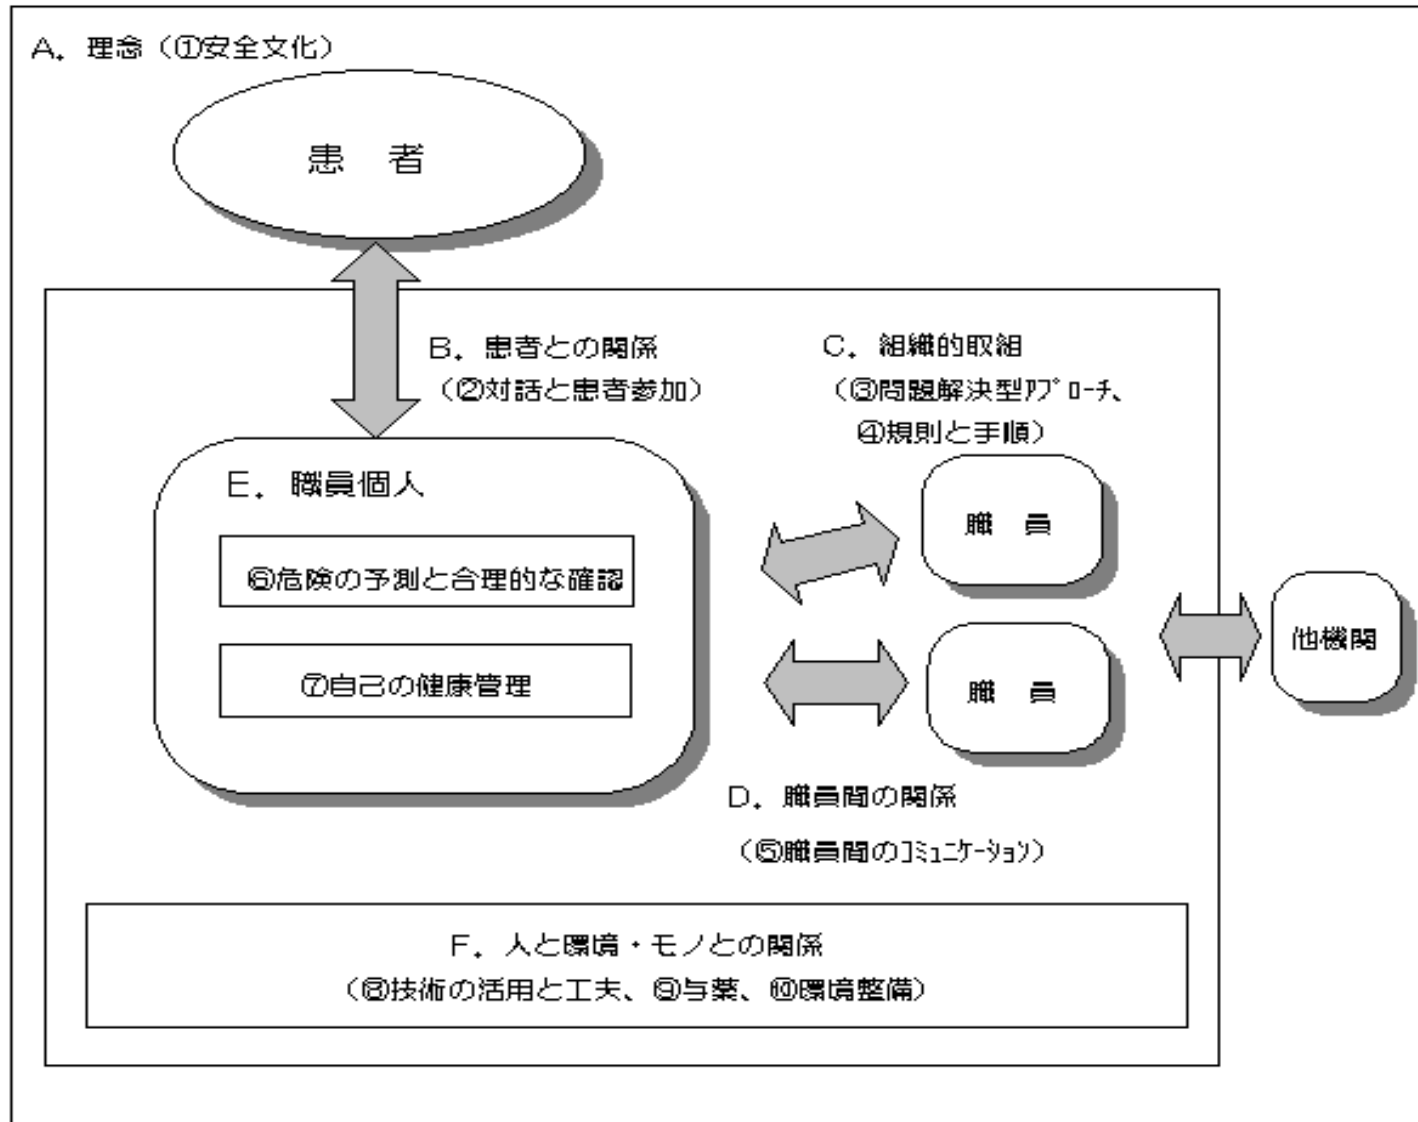 A．理念（①安全文化）
患　者
B．患者との関係
（②対話と患者参加）
C．組織的取組
（③問題解決型ｱﾌﾟﾛｰﾁ、
④規則と手順）
E．職員個人
⑥危険の予測と合理的な確認
⑦自己の健康管理
職　員
職　員
他機関
D．職員間の関係
（⑤職員間のｺﾐｭﾆｹｰｼｮﾝ）
F．人と環境・モノとの関係
（⑧技術の活用と工夫、⑨与薬、⑩環境整備）